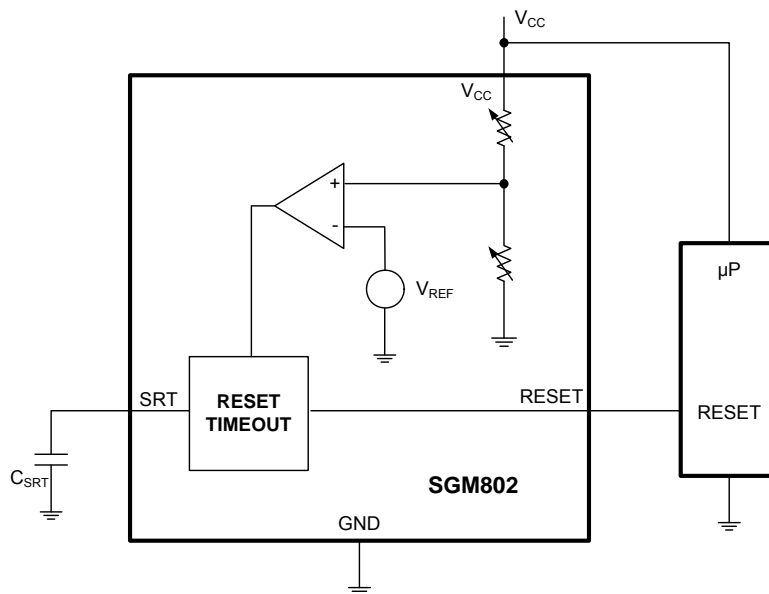 VCC
VCC
+
-
VREF
µP
SRT
RESET
TIMEOUT
RESET
RESET
CSRT
SGM802
GND